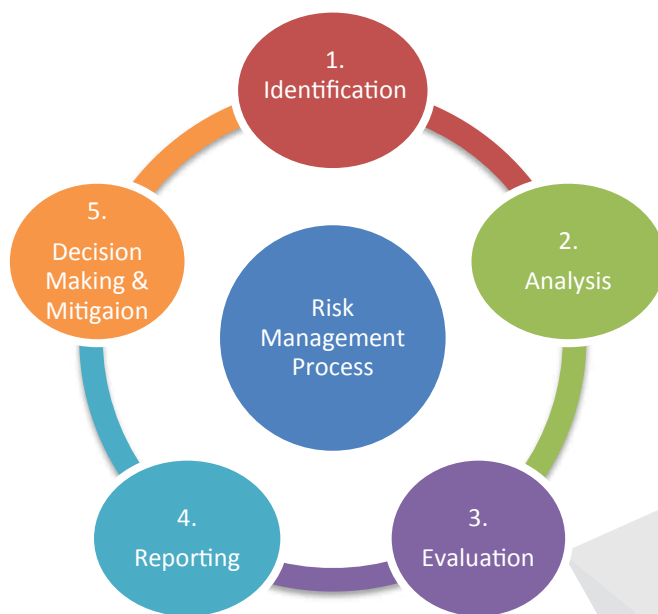 1.
Identification
2.
Analysis
3.
Evaluation
4.
Reporting
5.
Decision
Making &
Mitigaion
Risk
Management
Process